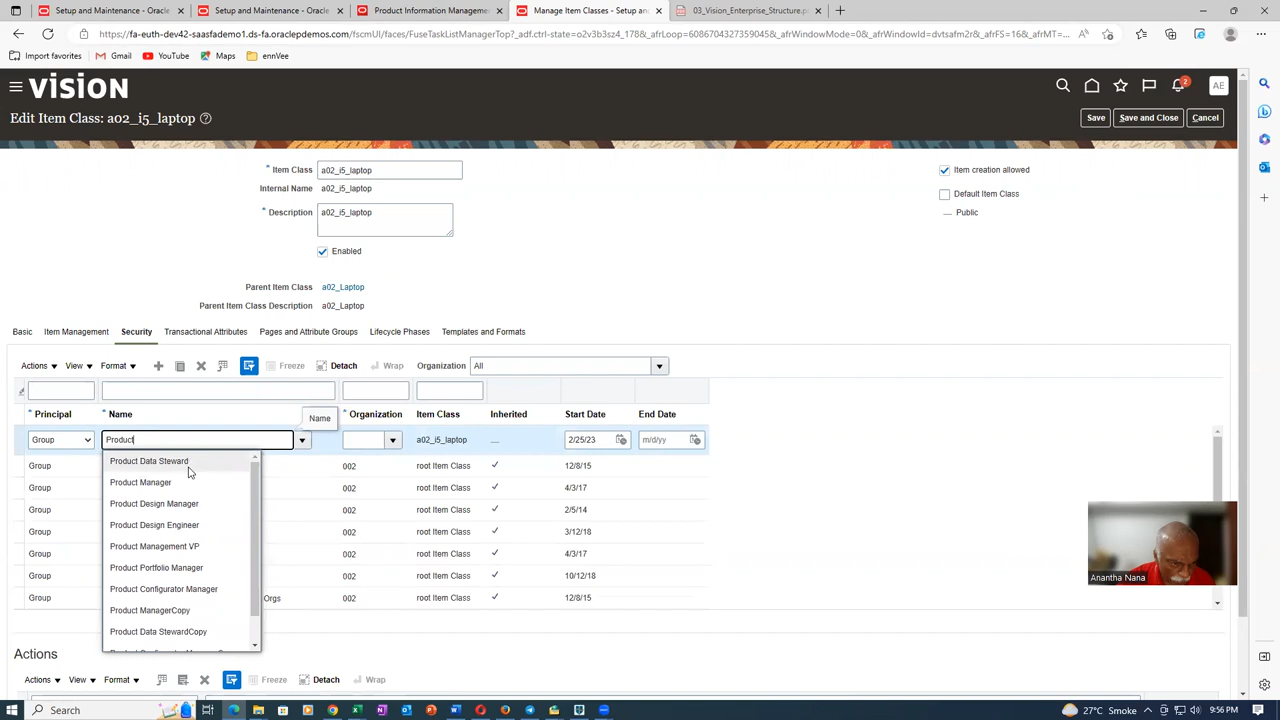 Setup and Maintenance - Oracle
Setup and Maintenance - Oracle
Product Information Management
Manage Item Classes - Setup and
03_Vision_Enterprise_Structure.p
https://fa-euth-dev42-saasfademo1.ds-fa.oraclepdemos.com/fscmUI/faces/FuseTaskListManagerTop?_adf.ctrl-state=o2v3b3sz4_178&_afrLoop=6086704327359045&_afrWindowMode=0&_afrWindowId=dvtsafm2r&_afrFS=16&_afrMT=...
Import favorites
Gmail
YouTube
Maps
ennVee
VISION
2
AE
Edit Item Class: a02_i5_laptop
Save
Save and Close
Cancel
* Item Class a02_i5_laptop
Item creation allowed
Internal Name a02_i5_laptop
Default Item Class
* Description a02_i5_laptop
Public
Enabled
Parent Item Class a02_Laptop
Parent Item Class Description a02_Laptop
Basic Item Management Security Transactional Attributes Pages and Attribute Groups Lifecycle Phases Templates and Formats
Actions View Format Freeze Detach Wrap Organization All
* Principal * Name * Organization Item Class Inherited Start Date End Date
Name
Group Product a02_i5_laptop 2/25/23 m/d/yy
Product Data Steward
Product Manager
Product Design Manager
Product Design Engineer
Product Management VP
Product Portfolio Manager
Product Configurator Manager
Product ManagerCopy
Product Data StewardCopy
Group 002 root Item Class 12/8/15
Group 002 root Item Class 4/3/17
Group 002 root Item Class 2/5/14
Group 002 root Item Class 3/12/18
Group 002 root Item Class 4/3/17
Group 002 root Item Class 10/12/18
Group Orgs 002 root Item Class 12/8/15
Anantha Nana
Actions
Actions View Format Freeze Detach Wrap
Search
27°C Smoke
9:56 PM